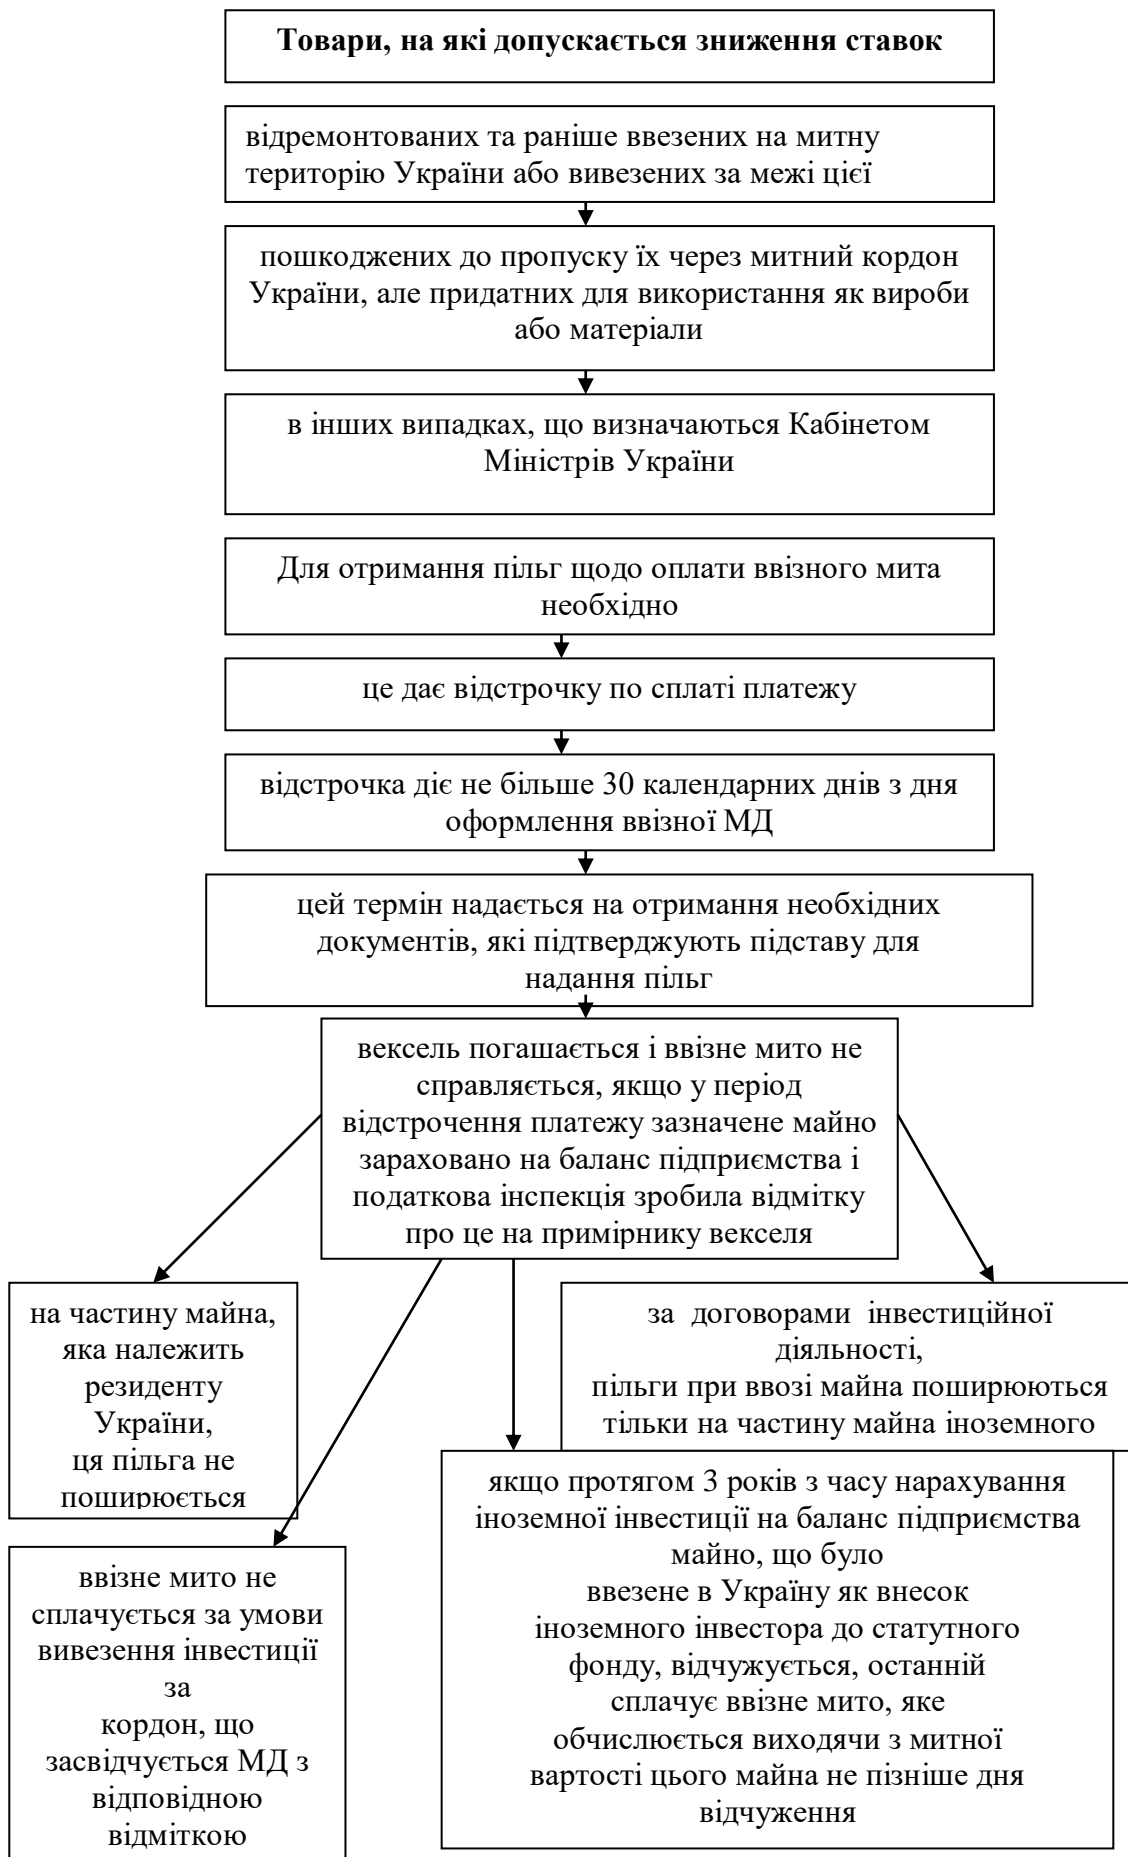 Товари, на які допускається зниження ставок
відремонтованих та раніше ввезених на митну
територію України або вивезених за межі цієї
пошкоджених до пропуску їх через митний кордон
України, але придатних для використання як вироби
або матеріали
в інших випадках, що визначаються Кабінетом
Міністрів України
Для отримання пільг щодо оплати ввізного мита
необхідно
це дає відстрочку по сплаті платежу
відстрочка діє не більше 30 календарних днів з дня
оформлення ввізної МД
цей термін надається на отримання необхідних
документів, які підтверджують підставу для
надання пільг
вексель погашається і ввізне мито не
справляється, якщо у період
відстрочення платежу зазначене майно
зараховано на баланс підприємства і
податкова інспекція зробила відмітку
про це на примірнику векселя
на частину майна,
яка належить
резиденту
України,
ця пільга не
поширюється
за договорами інвестиційної
діяльності,
пільги при ввозі майна поширюються
тільки на частину майна іноземного
якщо протягом 3 років з часу нарахування
іноземної інвестиції на баланс підприємства
майно, що було
ввезене в Україну як внесок
іноземного інвестора до статутного
фонду, відчужується, останній
сплачує ввізне мито, яке
обчислюється виходячи з митної
вартості цього майна не пізніше дня
відчуження
ввізне мито не
сплачується за умови
вивезення інвестиції
за
кордон, що
засвідчується МД з
відповідною
відміткою